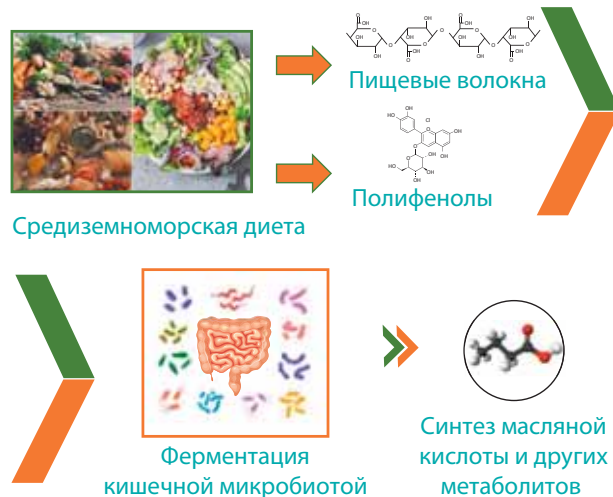 Пищевые волокна
Полифенолы
Средиземноморская диета
Ферментация
кишечной микробиотой
Синтез масляной
кислоты и других
метаболитов